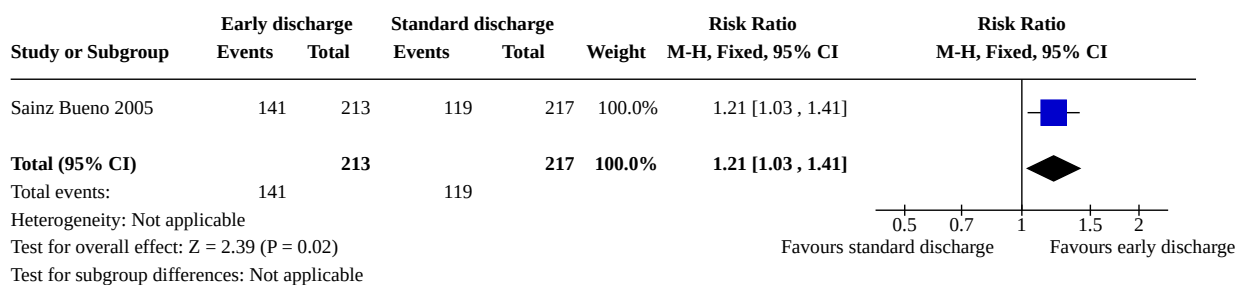 Early discharge Standard discharge Risk Ratio Risk Ratio
Study or Subgroup Events Total Events Total Weight M-H, Fixed, 95% CI M-H, Fixed, 95% CI
Sainz Bueno 2005 141 213 119 217 100.0% 1.21 [1.03 , 1.41]
Total (95% CI) 213 217 100.0% 1.21 [1.03 , 1.41]
Total events: 141 119
Heterogeneity: Not applicable 0.5 0.7 1 1.5 2
Test for overall effect: Z = 2.39 (P = 0.02) Favours standard discharge Favours early discharge
Test for subgroup differences: Not applicable